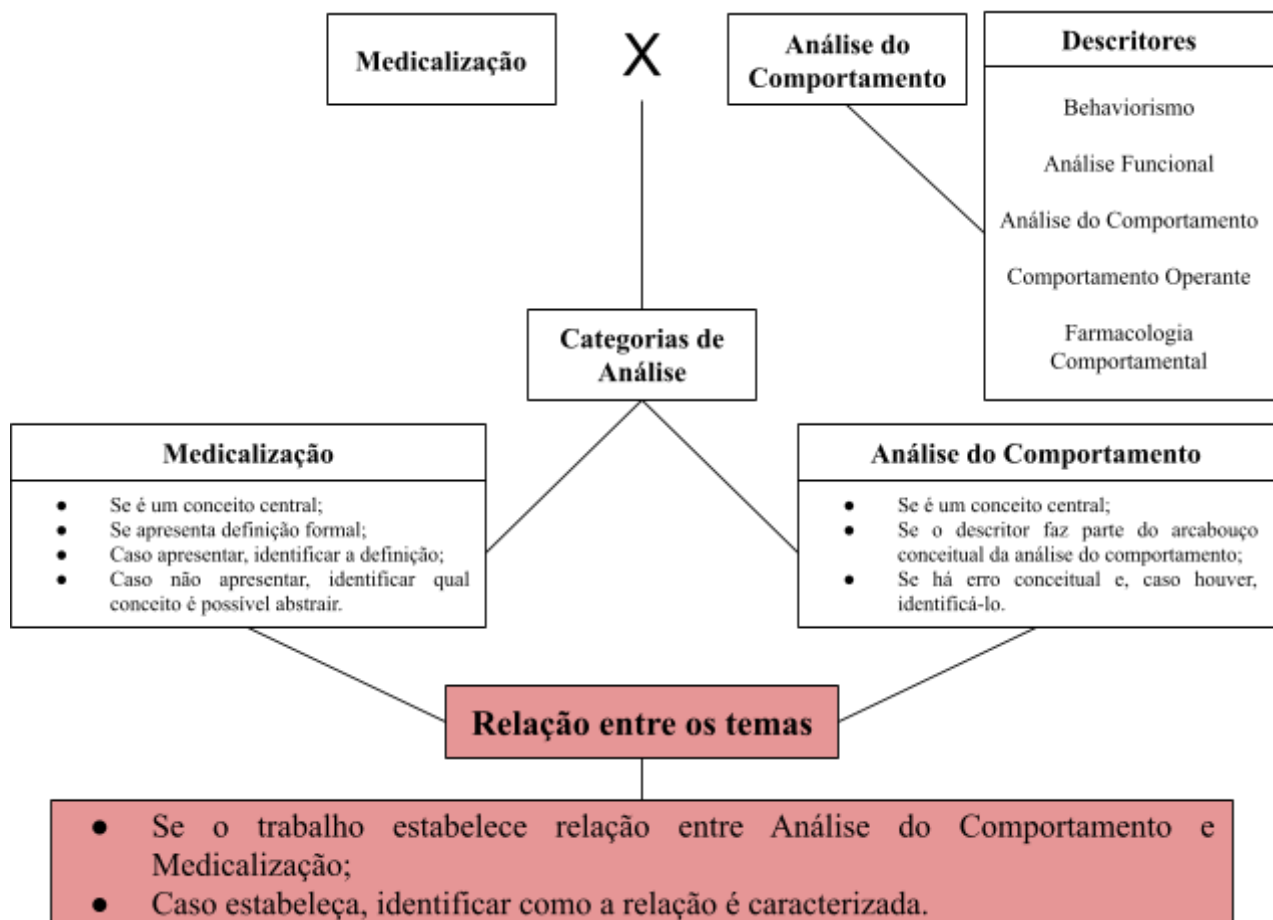 Medicalização
X
Análise do
Comportamento
Descritores
Behaviorismo
Análise Funcional
Análise do Comportamento
Comportamento Operante
Farmacologia
Comportamental
Categorias de
Análise
Medicalização
● Se é um conceito central;
● Se apresenta definição formal;
● Caso apresentar, identificar a definição;
● Caso não apresentar, identificar qual
conceito é possível abstrair.
Análise do Comportamento
● Se é um conceito central;
● Se o descritor faz parte do arcabouço
conceitual da análise do comportamento;
● Se há erro conceitual e, caso houver,
identificá-lo.
Relação entre os temas
● Se o trabalho estabelece relação entre Análise do Comportamento e
Medicalização;
● Caso estabeleça, identificar como a relação é caracterizada.